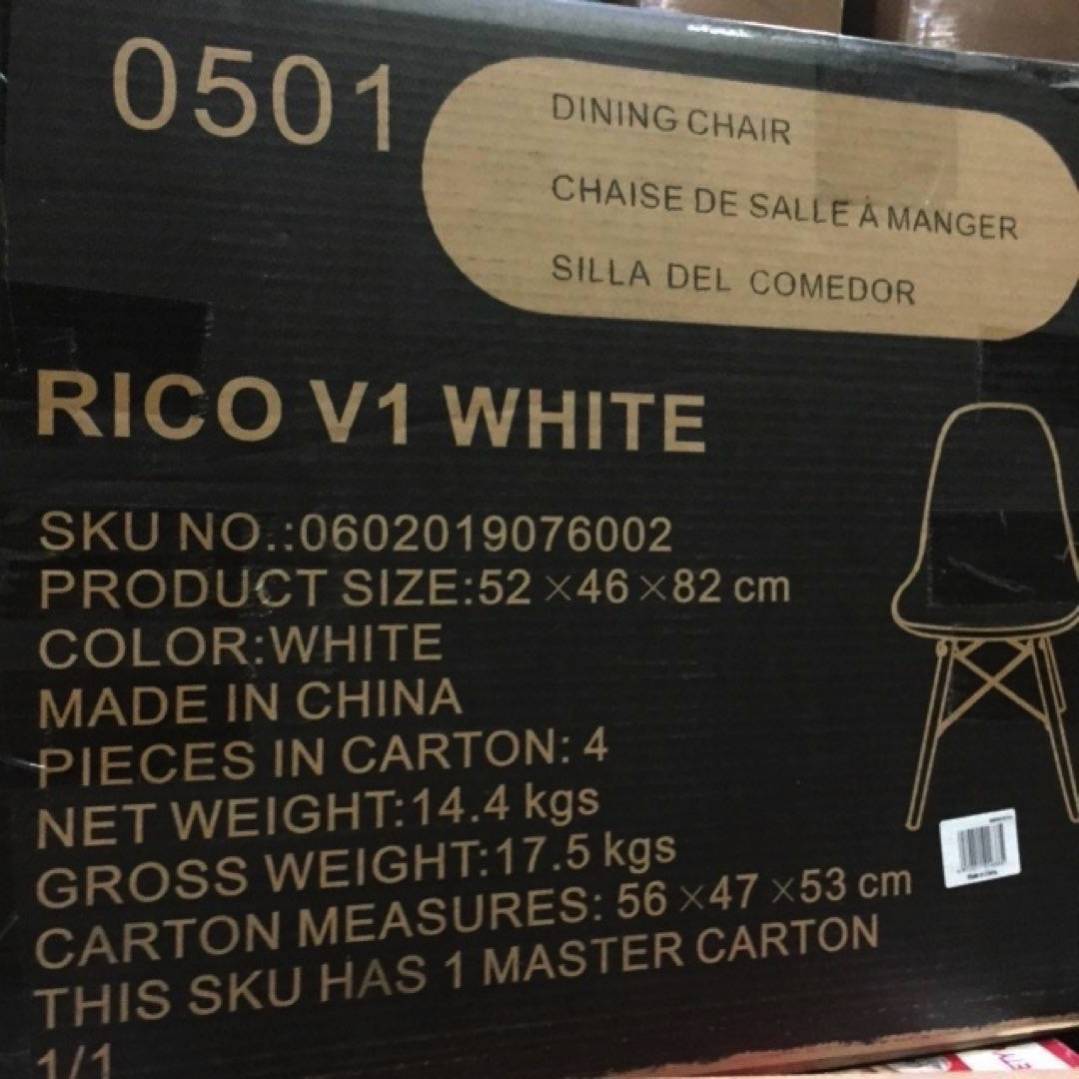 0501
DINING CHAIR
CHAISE DE SALLE À MANGER
SILLA DEL COMEDOR
RICO V1 WHITE
SKU NO.:0602019076002
PRODUCT SIZE:52×46×82 cm
COLOR:WHITE
MADE IN CHINA
PIECES IN CARTON: 4
NET WEIGHT:14.4 kgs
GROSS WEIGHT:17.5 kgs
CARTON MEASURES: 56×47×53 cm
THIS SKU HAS 1 MASTER CARTON
1/1